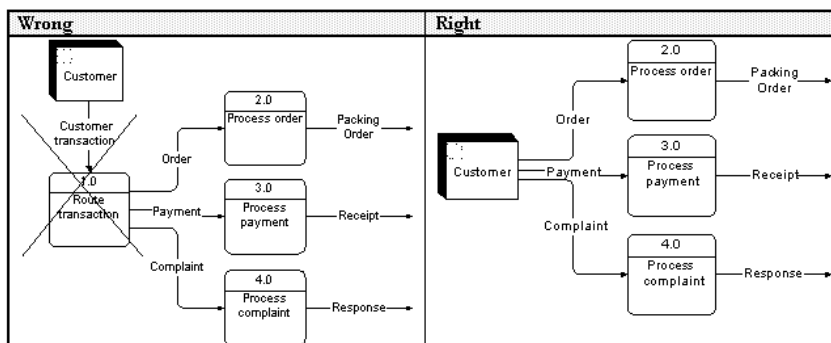 Wrong
Customer
Customer
transaction
1.0
Route
transaction
Order
Payment
Complaint
2.0
Process order
Packing
Order
3.0
Process
payment
Receipt
4.0
Process
complaint
Response
Right
Customer
Order
Payment
Complaint
2.0
Process order
Packing
Order
3.0
Process
payment
Receipt
4.0
Process
complaint
Response